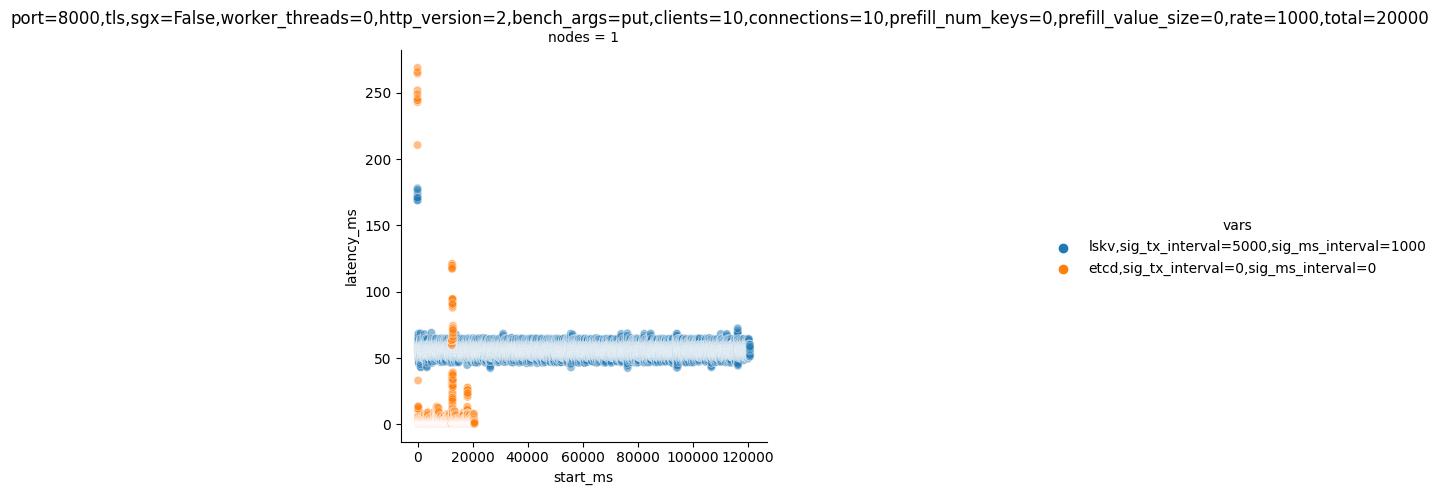 port=8000,tls,sgx=False,worker_threads=0,http_version=2,bench_args=put,clients=10,connections=10,prefill_num_keys=0,prefill_value_size=0,rate=1000,total=20000
nodes = 1
250
200
150
100
50
0
latency_ms
0 20000 40000 60000 80000 100000 120000
start_ms
vars
lskv,sig_tx_interval=5000,sig_ms_interval=1000
etcd,sig_tx_interval=0,sig_ms_interval=0